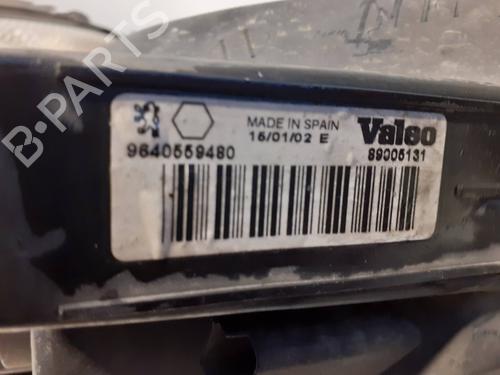 B-PARTS
MADE IN SPAIN
16/01/02 E
Valeo
9640559480
89005131